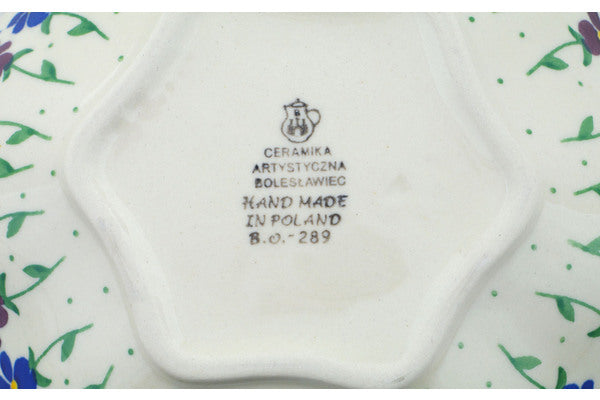 CERAMIKA
ARTYSTYCZNA
BOLESŁAWIEC
HAND MADE
IN POLAND
B.O.-289